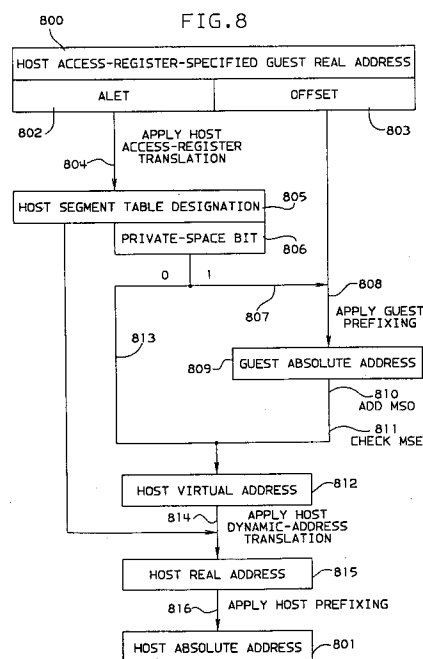 FIG.8
800
HOST ACCESS-REGISTER-SPECIFIED GUEST REAL ADDRESS
ALET
OFFSET
802
803
804
APPLY HOST
ACCESS-REGISTER
TRANSLATION
HOST SEGMENT TABLE DESIGNATION
805
PRIVATE-SPACE BIT
806
0
1
807
808
APPLY GUEST
PREFIXING
813
809
GUEST ABSOLUTE ADDRESS
810
ADD MSO
811
CHECK MSE
HOST VIRTUAL ADDRESS
812
814
APPLY HOST
DYNAMIC-ADDRESS
TRANSLATION
HOST REAL ADDRESS
815
816
APPLY HOST PREFIXING
HOST ABSOLUTE ADDRESS
801